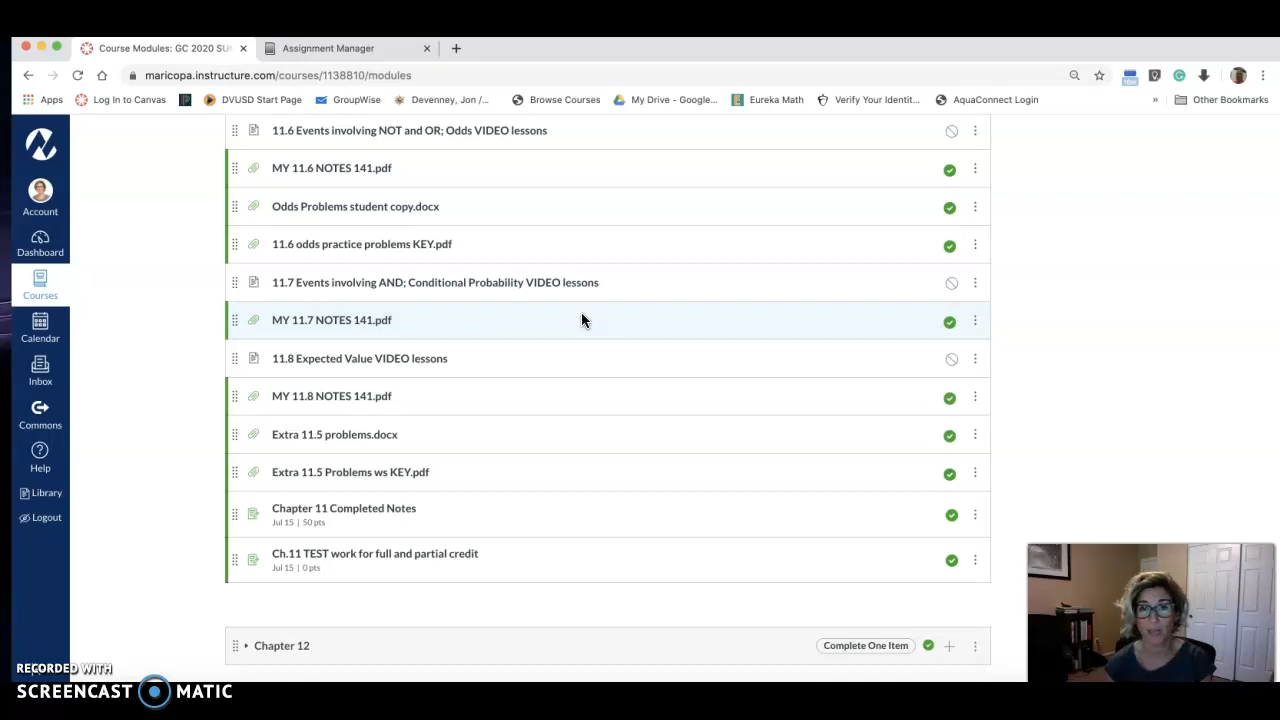 Course Modules: GC 2020 SU
Assignment Manager
maricopa.instructure.com/courses/1138810/modules
Apps
Log In to Canvas
DVUSD Start Page
GroupWise
Devenney, Jon /...
Browse Courses
My Drive - Google...
Eureka Math
Verify Your Identit...
AquaConnect Login
»
Other Bookmarks
Account
Dashboard
Courses
Calendar
Inbox
Commons
Help
Library
Logout
11.6 Events involving NOT and OR; Odds VIDEO lessons
MY 11.6 NOTES 141.pdf
Odds Problems student copy.docx
11.6 odds practice problems KEY.pdf
11.7 Events involving AND; Conditional Probability VIDEO lessons
MY 11.7 NOTES 141.pdf
11.8 Expected Value VIDEO lessons
MY 11.8 NOTES 141.pdf
Extra 11.5 problems.docx
Extra 11.5 Problems ws KEY.pdf
Chapter 11 Completed Notes
Jul 15 | 50 pts
Ch.11 TEST work for full and partial credit
Jul 15 | 0 pts
Chapter 12
Complete One Item
RECORDED WITH
SCREENCAST MATIC